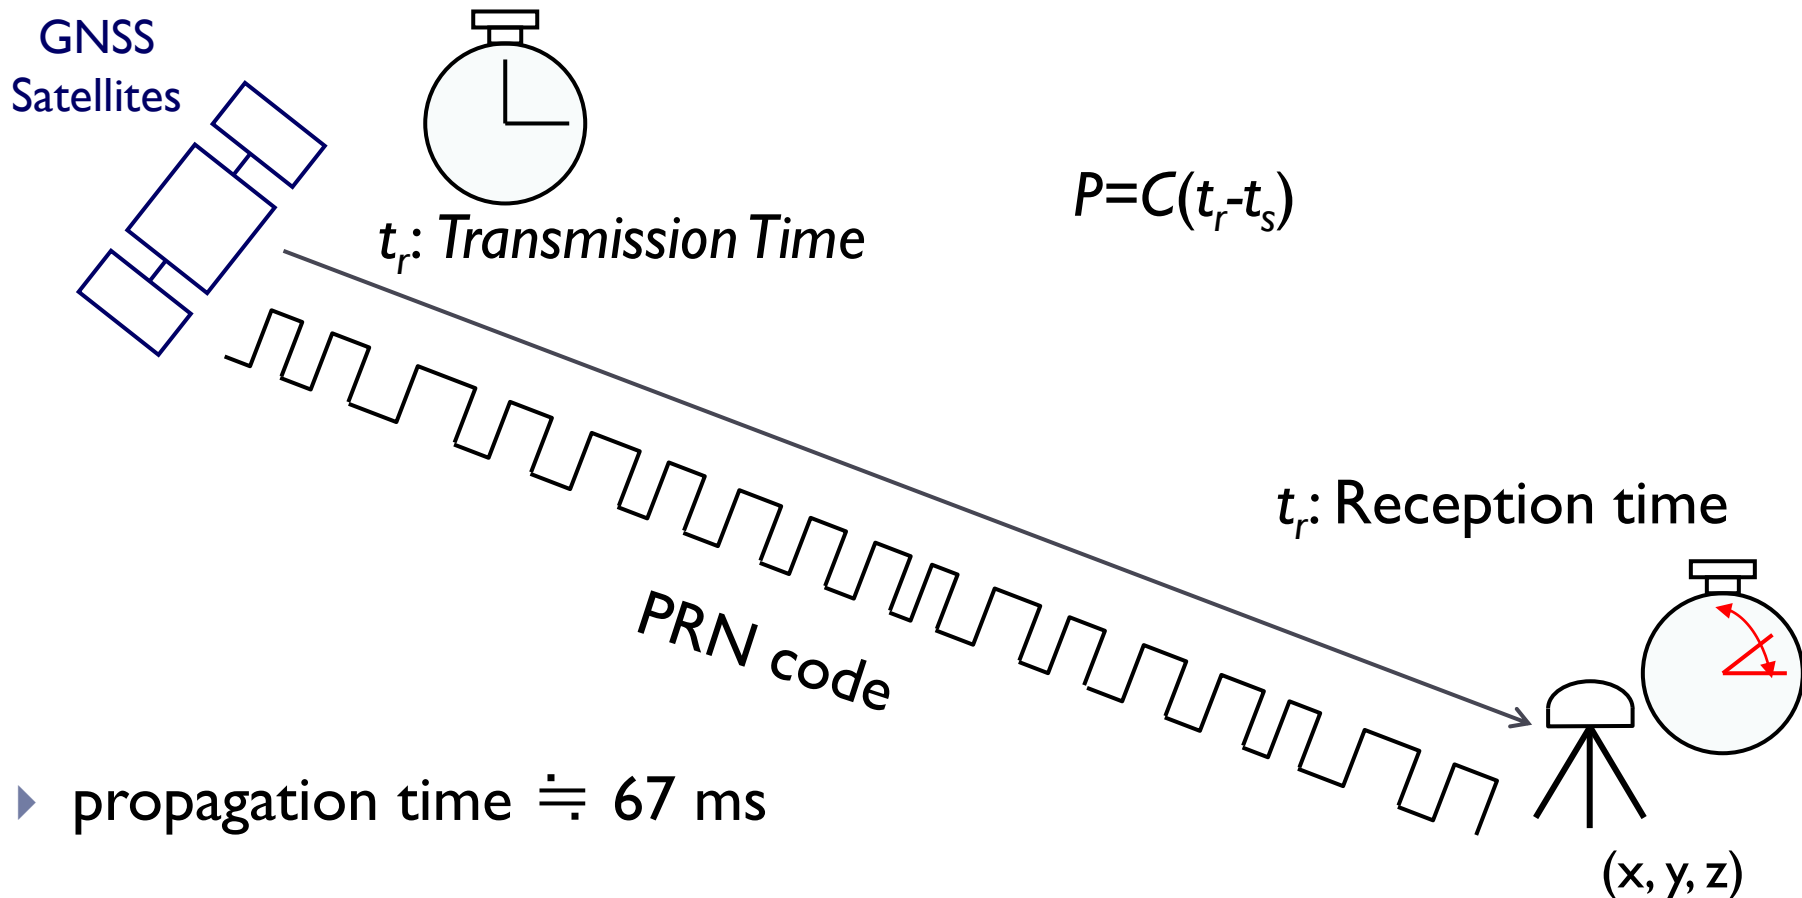 GNSS
Satellites
t_r: Transmission Time
P=C(t_r-t_s)
t_r: Reception time
PRN code
propagation time ≒ 67 ms
(x, y, z)